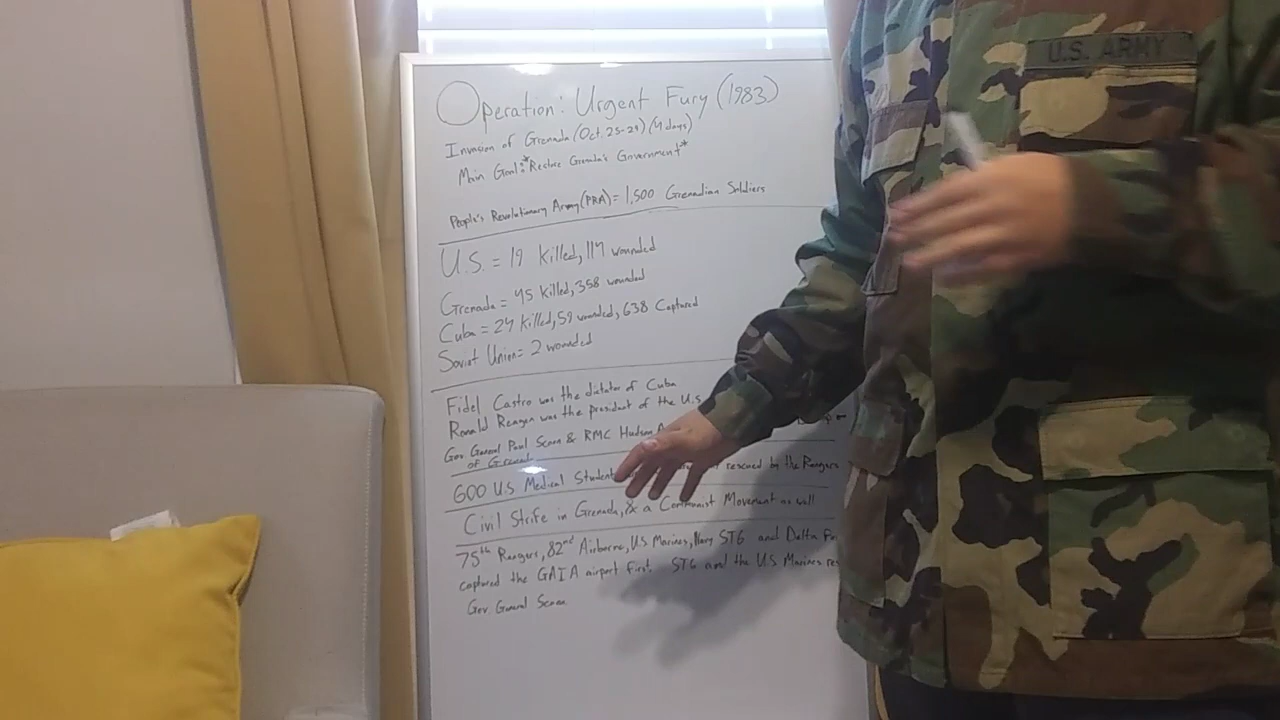 Operation: Urgent Fury (1983)
Invasion of Grenada (Oct. 25-29) (4 days)
Main Goal: *Restore Grenada's Government*
People's Revolutionary Army (PRA) = 1,500 Grenadian Soldiers
U.S. = 19 killed, 117 wounded
Grenada = 45 killed, 358 wounded
Cuba = 24 killed, 59 wounded, 638 Captured
Soviet Union = 2 wounded
Fidel Castro was the dictator of Cuba
Ronald Reagan was the president of the U.S
Gov. General Paul Scoon & RMC Hudson
of Grenada
600 U.S. Medical Student rescued by the Rangers
Civil Strife in Grenada, & a Communist Movement as well
75th Rangers, 82nd Airborne, U.S Marines, Navy ST6 and Delta
captured the GAIA airport first. ST6 and the U.S. Marines
Gov. General Scoon
U.S. ARMY